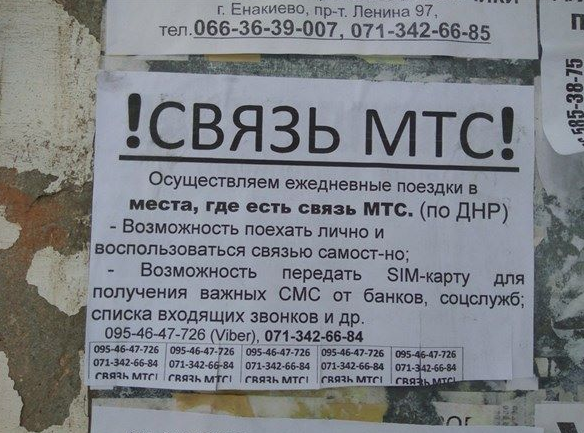 г. Енакиево, пр-т. Ленина 97,
тел.066-36-39-007, 071-342-66-85
685-38-75
!СВЯЗЬ МТС!
Осуществляем ежедневные поездки в
места, где есть связь МТС. (по ДНР)
- Возможность поехать лично и
воспользоваться связью самост-но;
- Возможность передать SIM-карту для
получения важных СМС от банков, соцслужб;
списка входящих звонков и др.
095-46-47-726 (Viber), 071-342-66-84
095-46-47-726 095-46-47-726 095-46-47-726 095-46-47-726 095-46-47-726
071-342-66-84 071-342-66-84 071-342-66-84 071-342-66-84 071-342-66-84
СВЯЗЬ МТС! СВЯЗЬ МТС! СВЯЗЬ МТС! СВЯЗЬ МТС! СВЯЗЬ МТС!